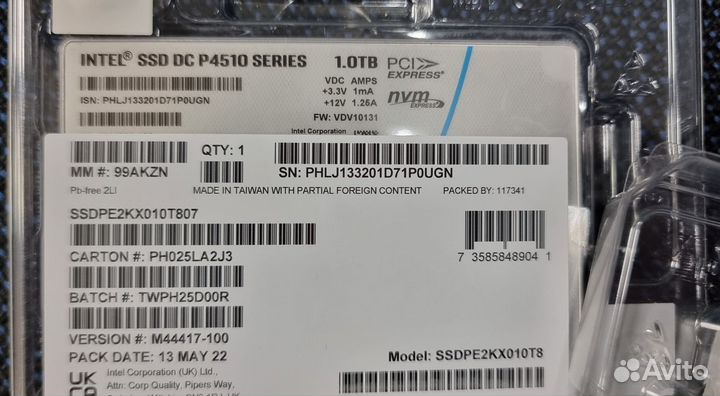 INTEL® SSD DC P4510 SERIES 1.0TB PCI EXPRESS®
VDC AMPS
+3.3V 1mA
+12V 1.25A
nvm EXPRESS
ISN: PHLJ133201D71P0UGN
FW: VDV10131
Intel Corporation
QTY: 1
MM #: 99AKZN
SN: PHLJ133201D71P0UGN
Pb-free 2LI
MADE IN TAIWAN WITH PARTIAL FOREIGN CONTENT
PACKED BY: 117341
SSDPE2KX010T807
CARTON #: PH025LA2J3
7 35858 48904 1
BATCH #: TWPH25D00R
VERSION #: M44417-100
PACK DATE: 13 MAY 22
Model: SSDPE2KX010T8
UK
Intel Corporation (UK) Ltd.,
Attn: Corp Quality, Pipers Way,
Avito